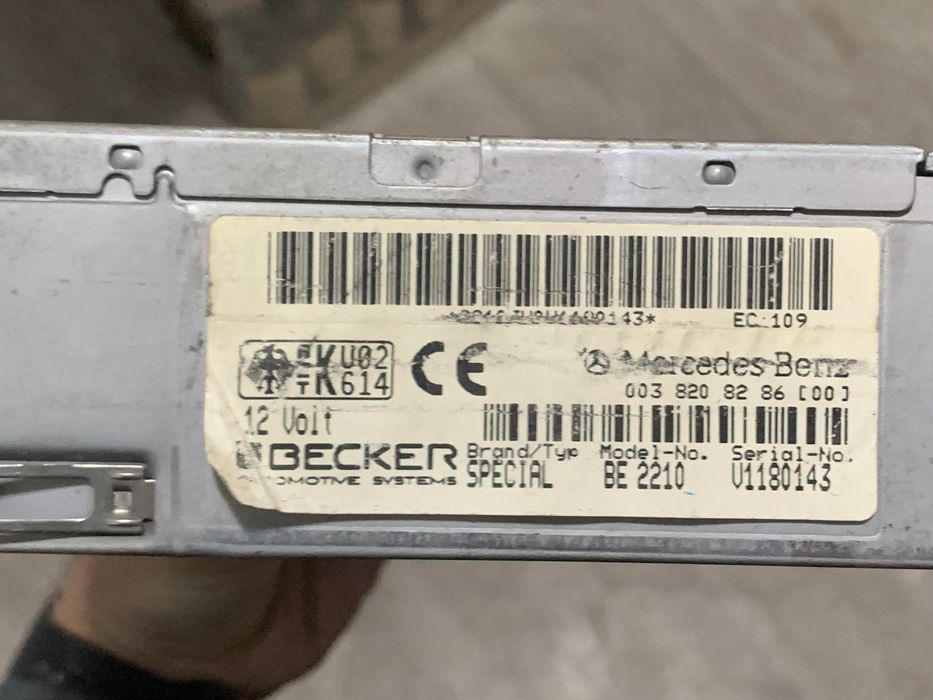 EC:109
KU02
K614
CE
Mercedes-Benz
003 820 82 86 [00]
12 Volt
BECKER
AUTOMOTIVE SYSTEMS
Brand/Typ Model-No. Serial-No.
SPECIAL BE 2210 V1180143